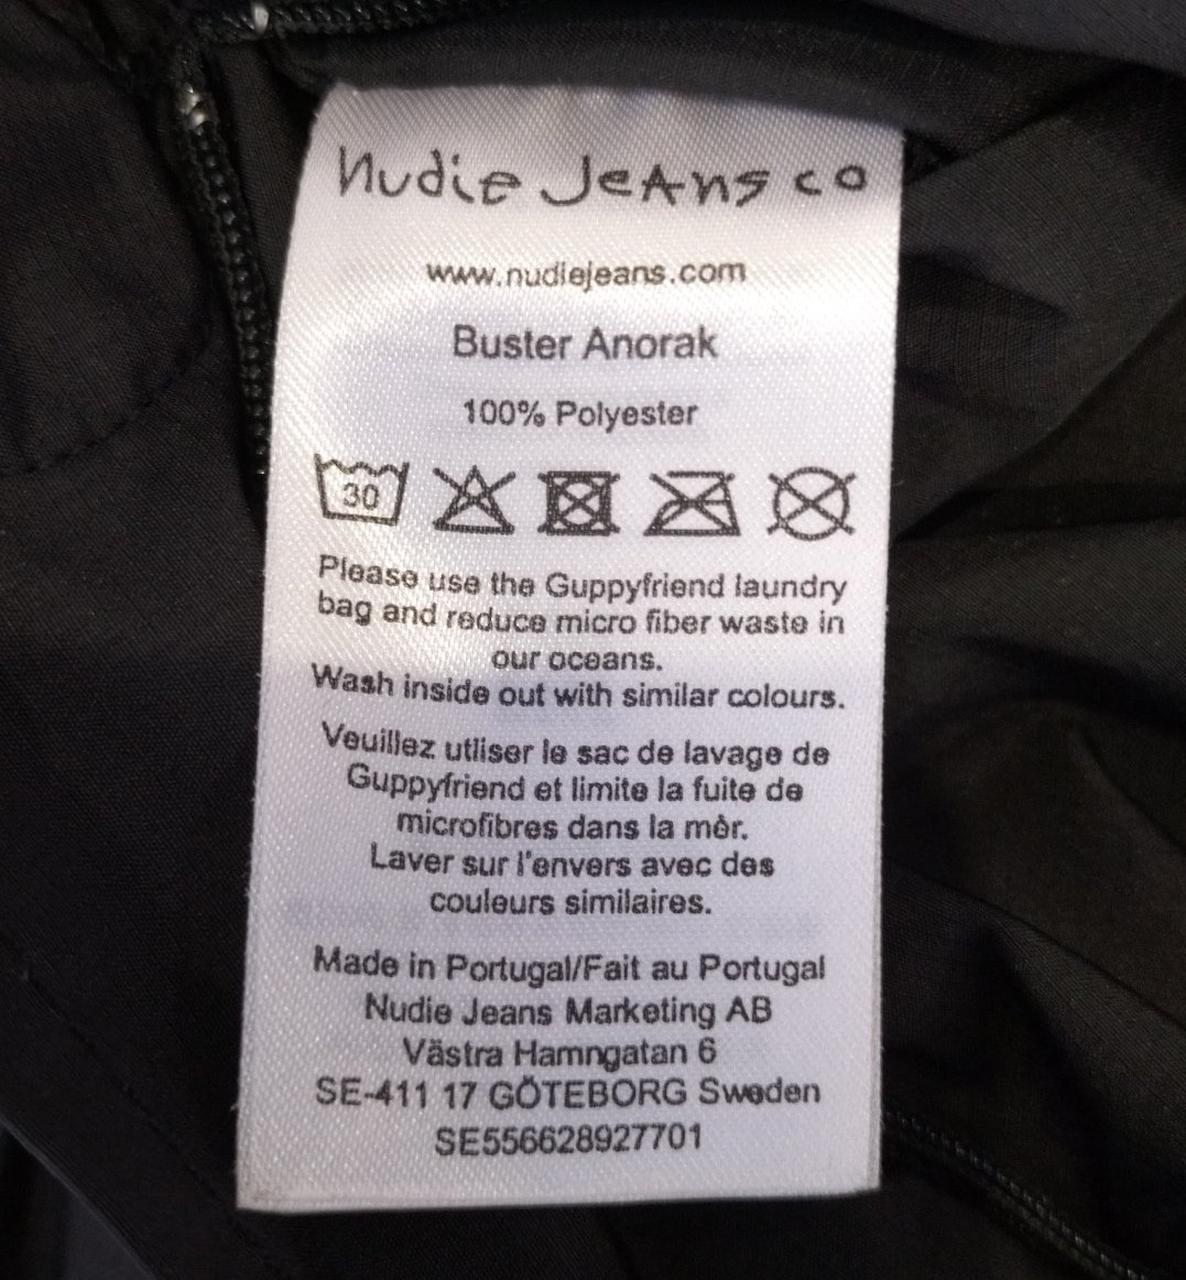 nudie Jeans co
www.nudiejeans.com
Buster Anorak
100% Polyester
30
Please use the Guppyfriend laundry
bag and reduce micro fiber waste in
our oceans.
Wash inside out with similar colours.
Veuillez utliser le sac de lavage de
Guppyfriend et limite la fuite de
microfibres dans la mêr.
Laver sur l'envers avec des
couleurs similaires.
Made in Portugal/Fait au Portugal
Nudie Jeans Marketing AB
Västra Hamngatan 6
SE-411 17 GÖTEBORG Sweden
SE556628927701